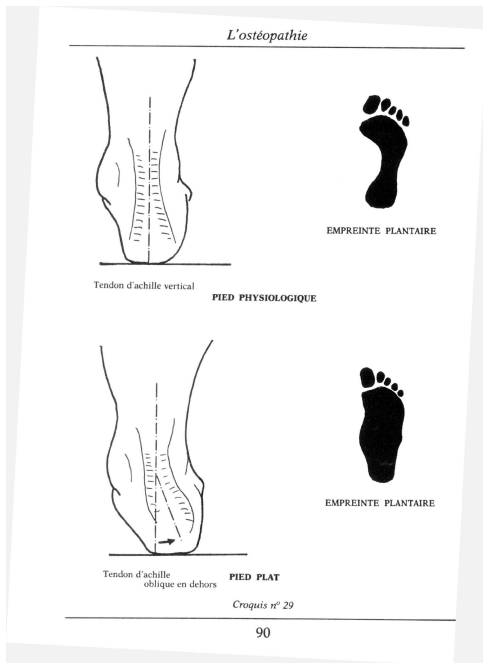 L'ostéopathie
EMPREINTE PLANTAIRE
Tendon d'achille vertical
PIED PHYSIOLOGIQUE
EMPREINTE PLANTAIRE
Tendon d'achille
oblique en dehors
PIED PLAT
Croquis n° 29
90